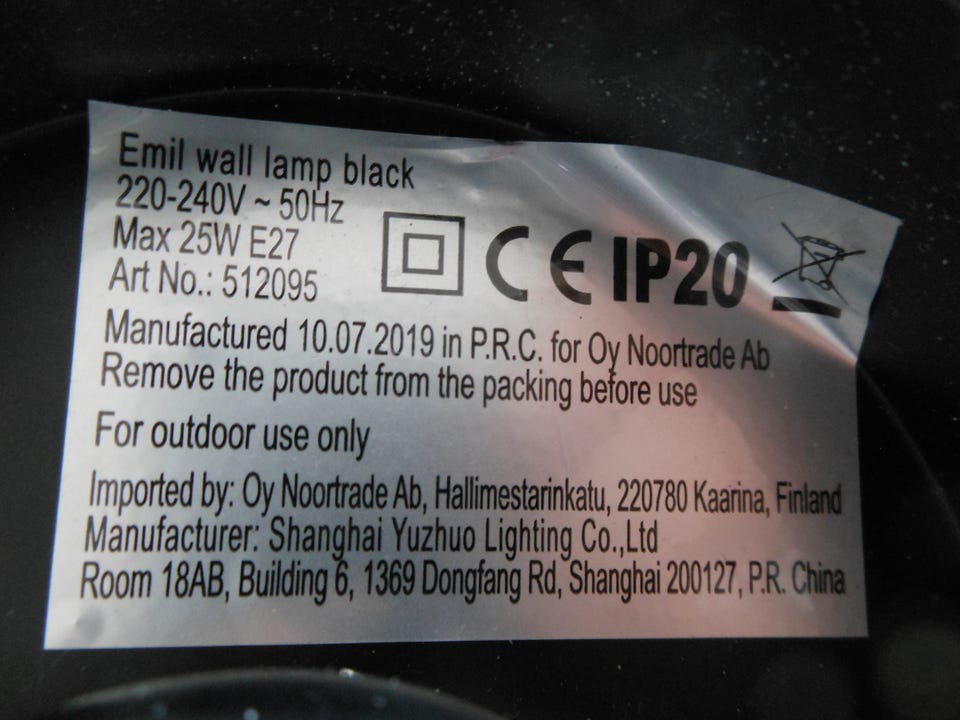 Emil wall lamp black
220-240V ~ 50Hz
Max 25W E27
Art No.: 512095
CE IP20
Manufactured 10.07.2019 in P.R.C. for Oy Noortrade Ab
Remove the product from the packing before use
For outdoor use only
Imported by: Oy Noortrade Ab, Hallimestarinkatu, 220780 Kaarina, Finland
Manufacturer: Shanghai Yuzhuo Lighting Co.,Ltd
Room 18AB, Building 6, 1369 Dongfang Rd, Shanghai 200127, P.R. China